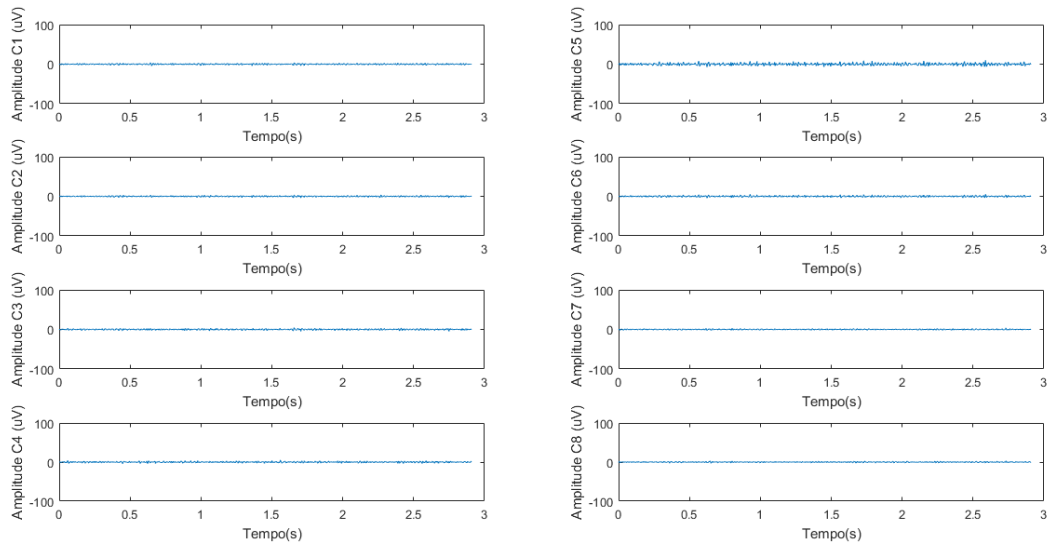 Amplitude C1 (uV)
100
0
-100
0 0.5 1 1.5 2 2.5 3
Tempo(s)
Amplitude C2 (uV)
100
0
-100
0 0.5 1 1.5 2 2.5 3
Tempo(s)
Amplitude C3 (uV)
100
0
-100
0 0.5 1 1.5 2 2.5 3
Tempo(s)
Amplitude C4 (uV)
100
0
-100
0 0.5 1 1.5 2 2.5 3
Tempo(s)
Amplitude C5 (uV)
100
0
-100
0 0.5 1 1.5 2 2.5 3
Tempo(s)
Amplitude C6 (uV)
100
0
-100
0 0.5 1 1.5 2 2.5 3
Tempo(s)
Amplitude C7 (uV)
100
0
-100
0 0.5 1 1.5 2 2.5 3
Tempo(s)
Amplitude C8 (uV)
100
0
-100
0 0.5 1 1.5 2 2.5 3
Tempo(s)